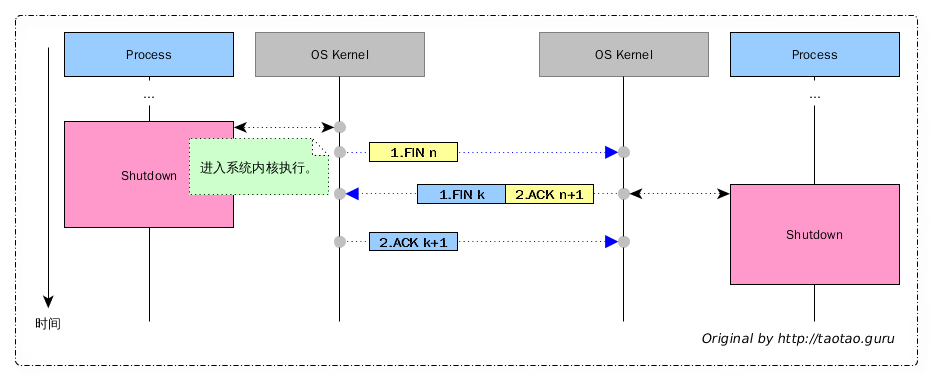 Process
OS Kernel
OS Kernel
Process
...
...
Shutdown
进入系统内核执行。
1.FIN n
1.FIN k
2.ACK n+1
2.ACK k+1
Shutdown
时间
Original by http://taotao.guru